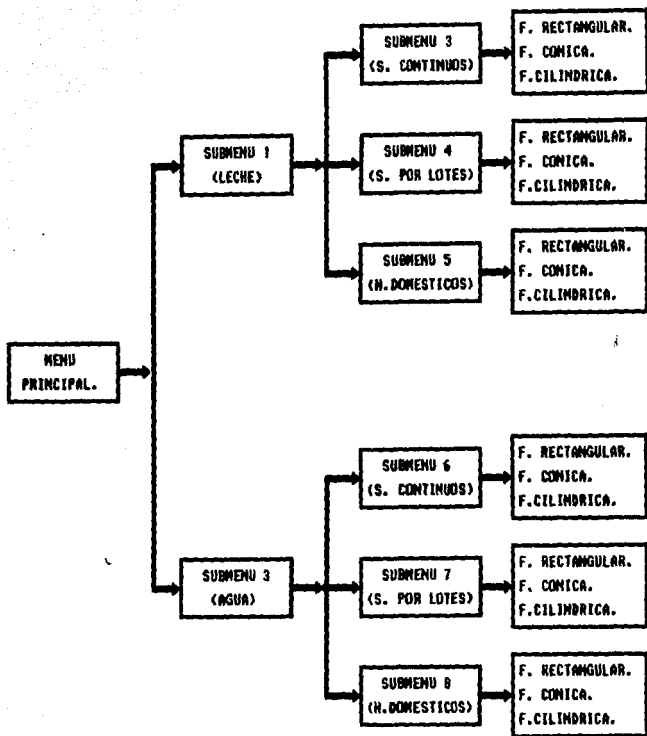 SUBMENU 3
(S. CONTINUOS)
F. RECTANGULAR.
F. CONICA.
F.CILINDRICA.
SUBMENU 1
(LECHE)
SUBMENU 4
(S. POR LOTES)
F. RECTANGULAR.
F. CONICA.
F.CILINDRICA.
SUBMENU 5
(H.DOMESTICOS)
F. RECTANGULAR.
F. CONICA.
F.CILINDRICA.
MENU
PRINCIPAL.
SUBMENU 6
(S. CONTINUOS)
F. RECTANGULAR.
F. CONICA.
F.CILINDRICA.
SUBMENU 3
(AGUA)
SUBMENU 7
(S. POR LOTES)
F. RECTANGULAR.
F. CONICA.
F.CILINDRICA.
SUBMENU 8
(H.DOMESTICOS)
F. RECTANGULAR.
F. CONICA.
F.CILINDRICA.